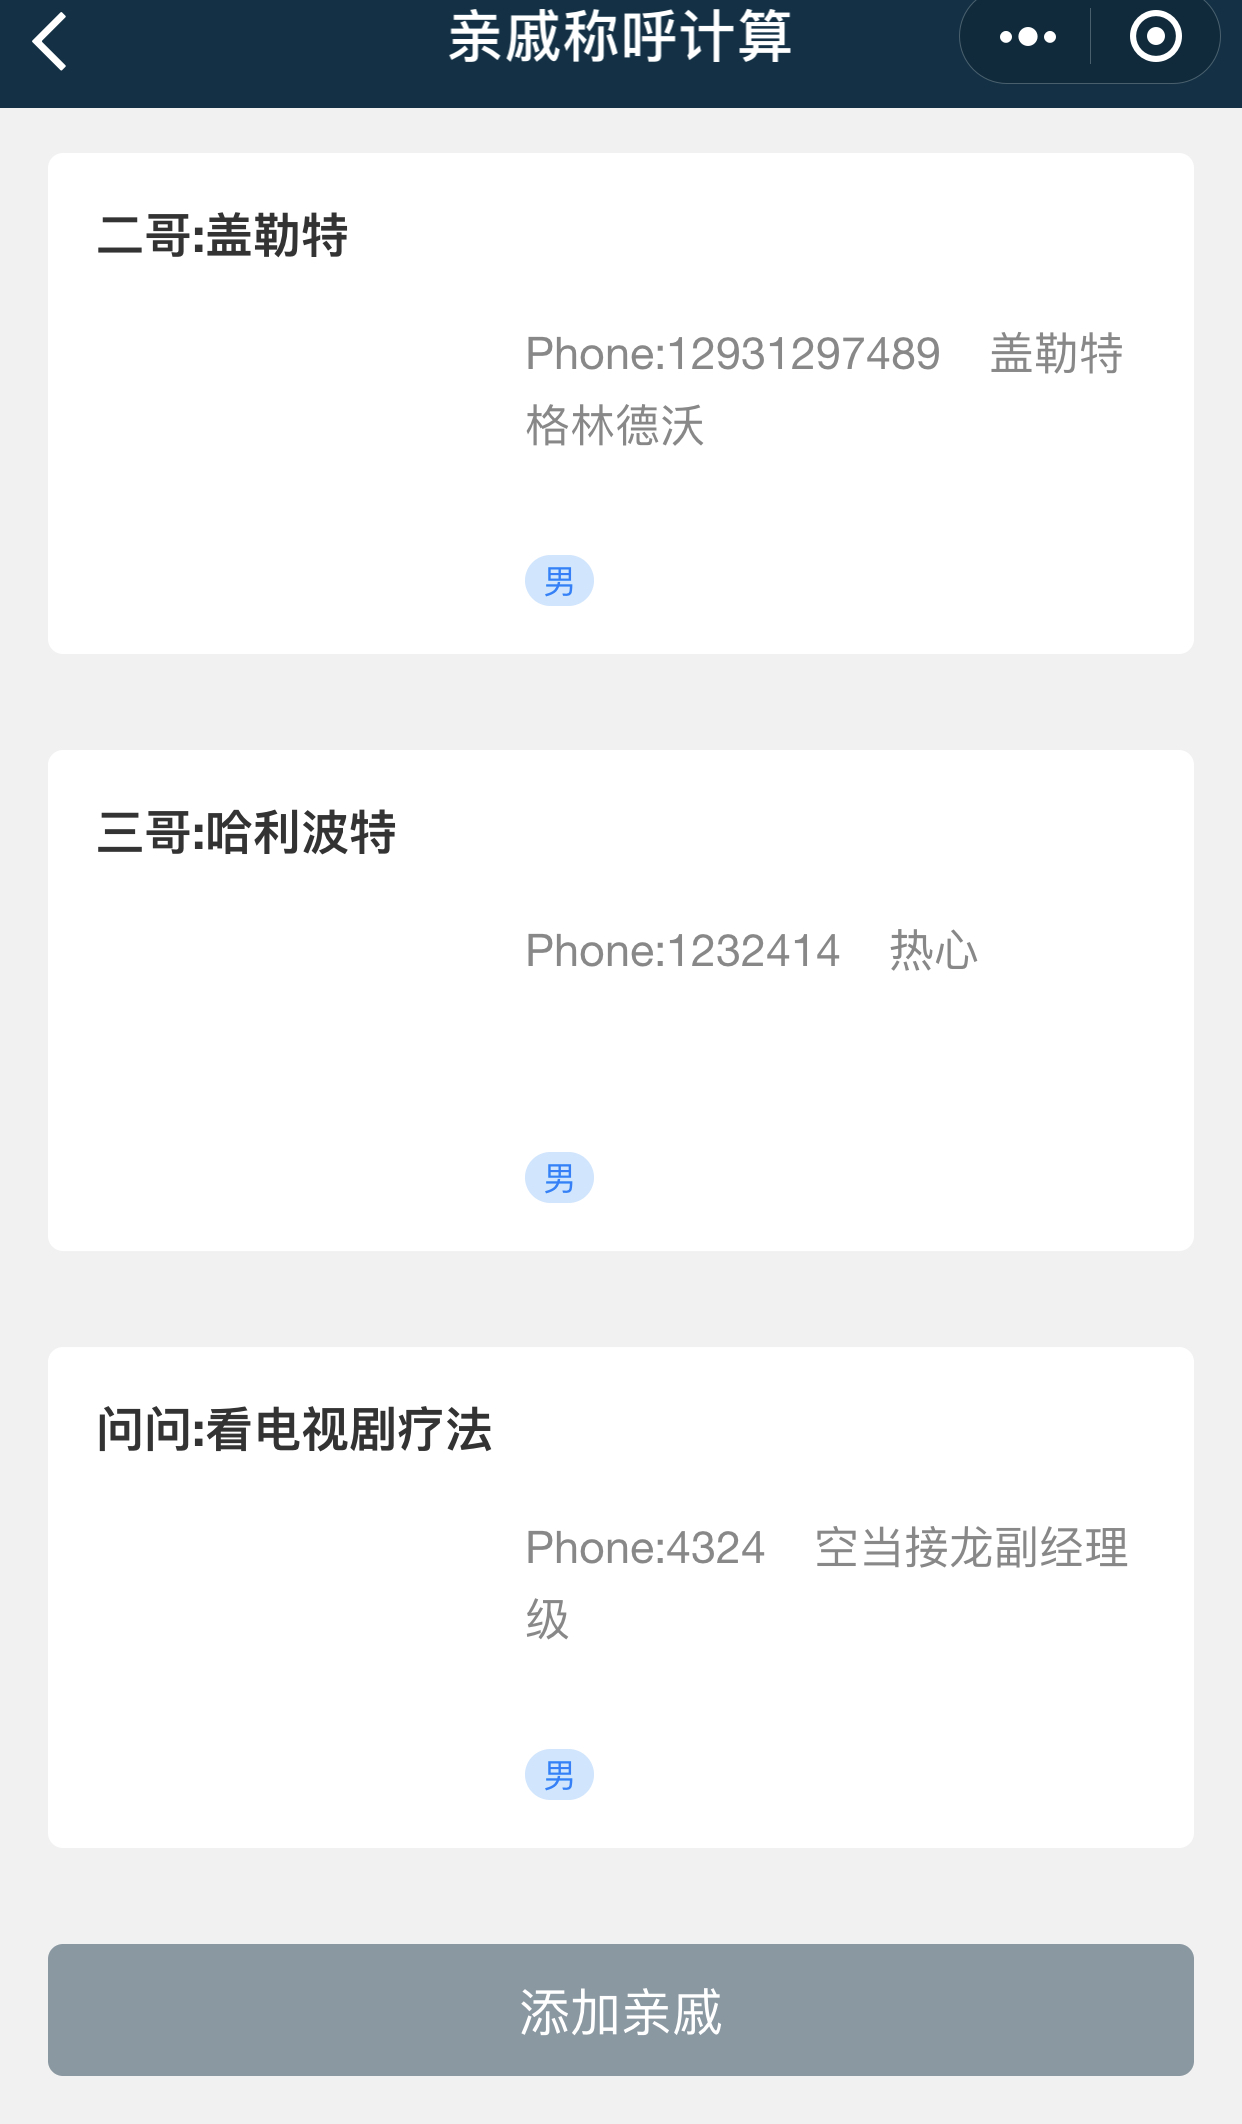 亲戚称呼计算
二哥:盖勒特
Phone:12931297489 盖勒特
格林德沃
男
三哥:哈利波特
Phone:1232414 热心
男
问问:看电视剧疗法
Phone:4324 空当接龙副经理
级
男
添加亲戚